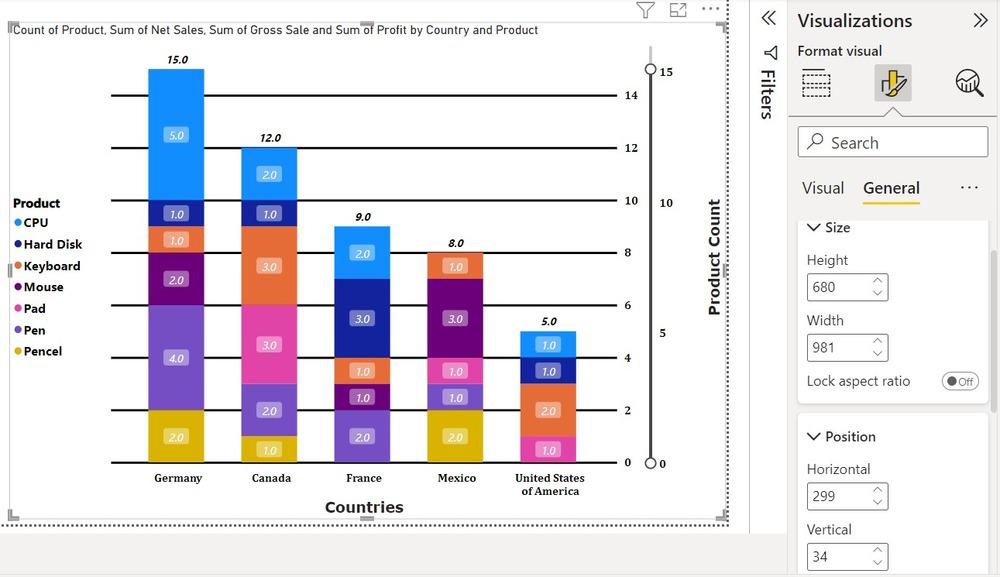 Count of Product, Sum of Net Sales, Sum of Gross Sale and Sum of Profit by Country and Product
15.0
5.0
1.0
1.0
2.0
4.0
2.0
12.0
2.0
1.0
3.0
3.0
2.0
1.0
9.0
2.0
3.0
1.0
1.0
2.0
8.0
1.0
3.0
1.0
1.0
2.0
5.0
1.0
1.0
2.0
1.0
14
12
10
8
6
4
2
0
15
10
5
0
Product Count
Product
CPU
Hard Disk
Keyboard
Mouse
Pad
Pen
Pencel
Germany
Canada
France
Mexico
United States
of America
Countries
Filters
Visualizations
Format visual
Search
Visual
General
Size
Height
680
Width
981
Lock aspect ratio
Off
Position
Horizontal
299
Vertical
34